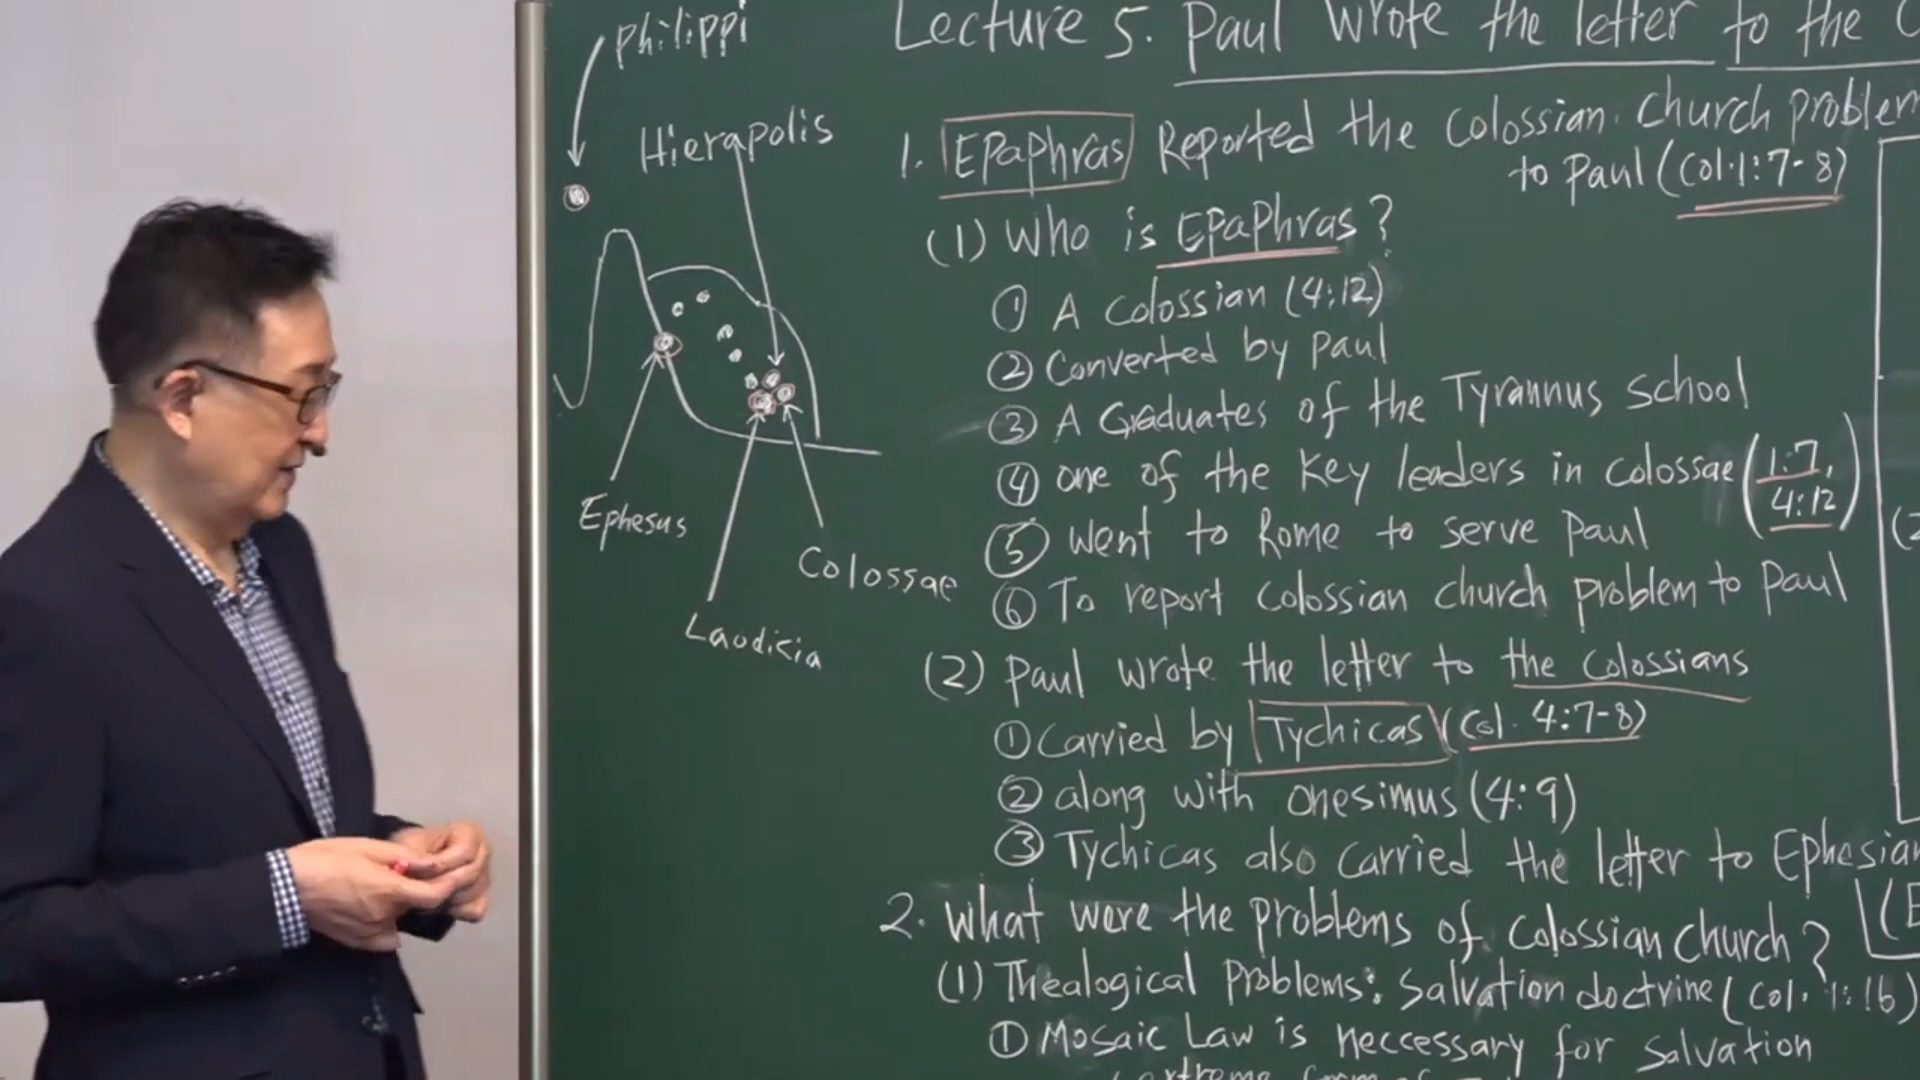 Philippi
Hierapolis
Ephesus
Colossae
Laodicia
Lecture 5. Paul wrote the letter to the C
1. Epaphras Reported the Colossian Church problem
to Paul (Col. 1:7-8)
(1) Who is Epaphras?
① A Colossian (4:12)
② Converted by Paul
③ A Graduates of the Tyrannus School
④ one of the key leaders in Colossae (1:7,
4:12)
⑤ Went to Rome to serve Paul
⑥ To report Colossian church problem to Paul
(2) Paul wrote the letter to the Colossians
① Carried by Tychicas (Col. 4:7-8)
② along with Onesimus (4:9)
③ Tychicas also carried the letter to Ephesian
2. What were the problems of Colossian Church?
(1) Thealogical Problems: Salvation doctrine (Col. 1:16)
① Mosaic Law is neccessary for Salvation
extreme form of
(2
(E